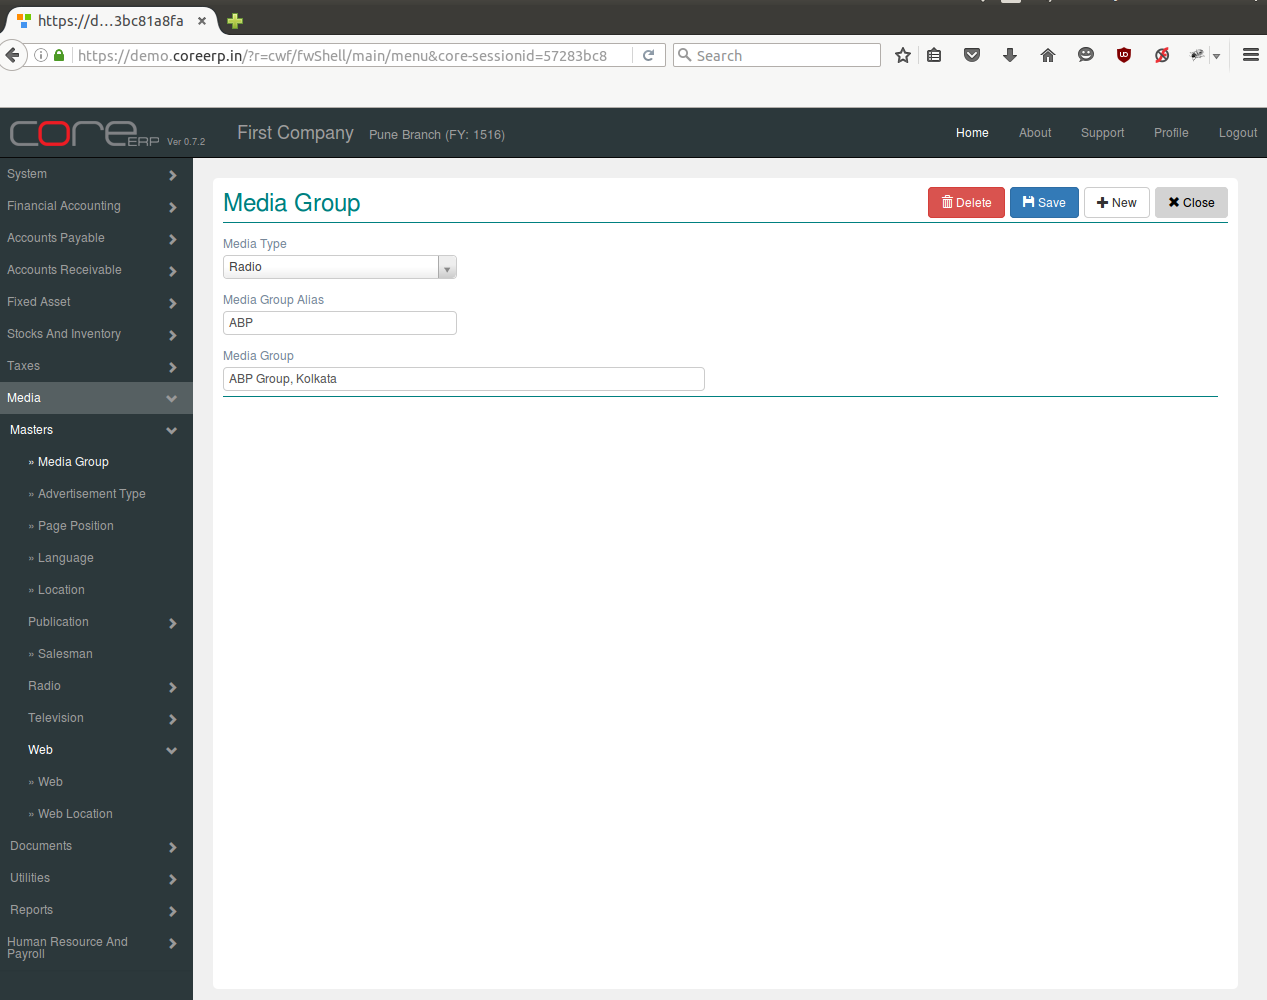 https://d...3bc81a8fa
https://demo.coreerp.in/?r=cwf/fwShell/main/menu&core-sessionid=57283bc8
Search
core ERP Ver 0.7.2
First Company Pune Branch (FY: 1516)
Home About Support Profile Logout
System
Financial Accounting
Accounts Payable
Accounts Receivable
Fixed Asset
Stocks And Inventory
Taxes
Media
Masters
» Media Group
» Advertisement Type
» Page Position
» Language
» Location
Publication
» Salesman
Radio
Television
Web
» Web
» Web Location
Documents
Utilities
Reports
Human Resource And
Payroll
Media Group
Delete Save New Close
Media Type
Radio
Media Group Alias
ABP
Media Group
ABP Group, Kolkata